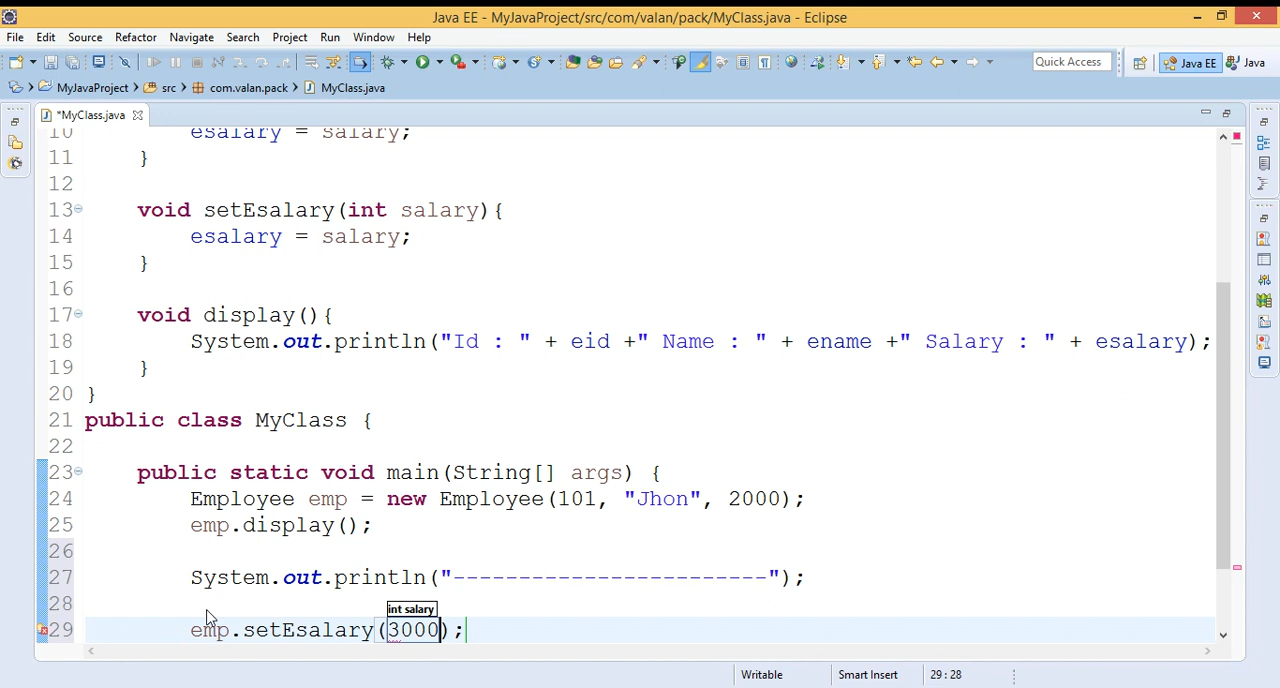 Java EE - MyJavaProject/src/com/valan/pack/MyClass.java - Eclipse
File Edit Source Refactor Navigate Search Project Run Window Help
Quick Access Java EE Java
MyJavaProject src com.valan.pack MyClass.java
*MyClass.java
10 esalary = salary;
11 }
12
13 void setEsalary(int salary){
14 esalary = salary;
15 }
16
17 void display(){
18 System.out.println("Id : " + eid +" Name : " + ename +" Salary : " + esalary);
19 }
20 }
21 public class MyClass {
22
23 public static void main(String[] args) {
24 Employee emp = new Employee(101, "Jhon", 2000);
25 emp.display();
26
27 System.out.println("------------------------");
28
int salary
29 emp.setEsalary(3000);
Writable Smart Insert 29 : 28